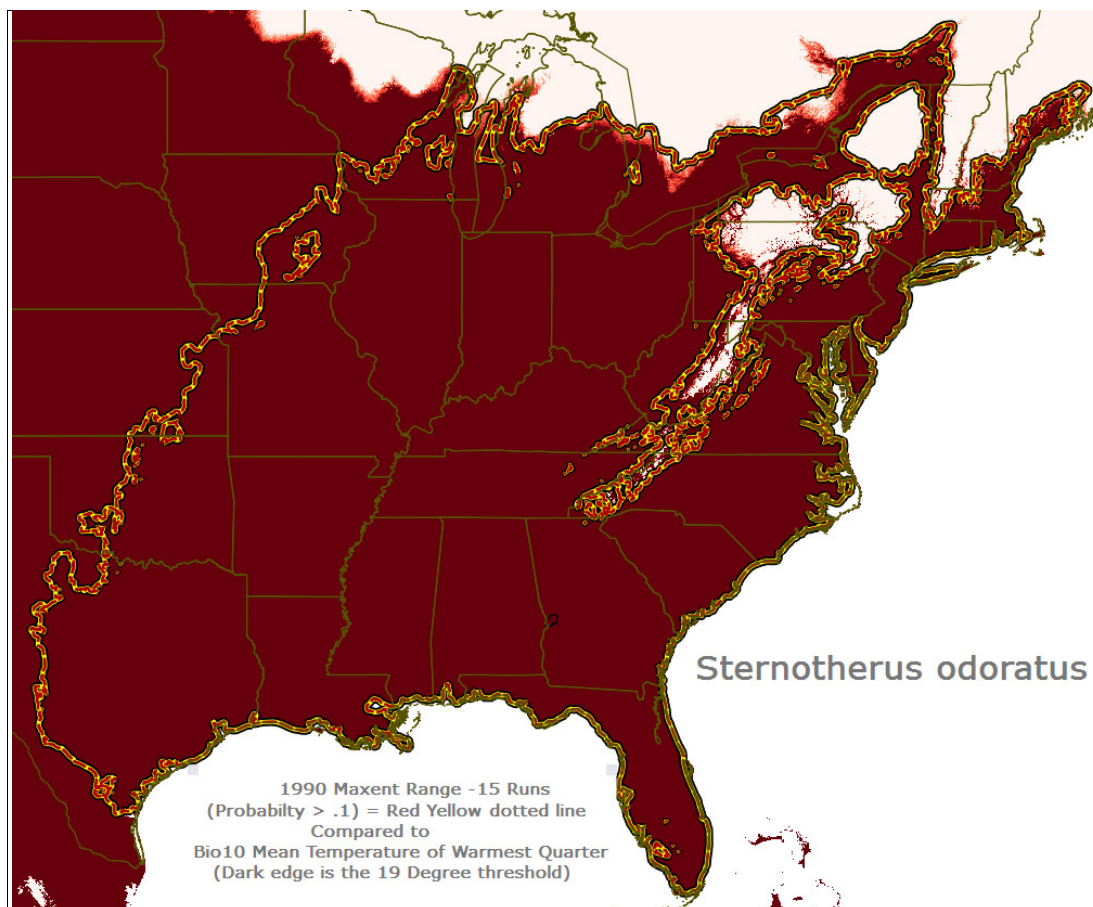 Sternotherus odoratus
1990 Maxent Range -15 Runs
(Probabilty > .1) = Red Yellow dotted line
Compared to
Bio10 Mean Temperature of Warmest Quarter
(Dark edge is the 19 Degree threshold)